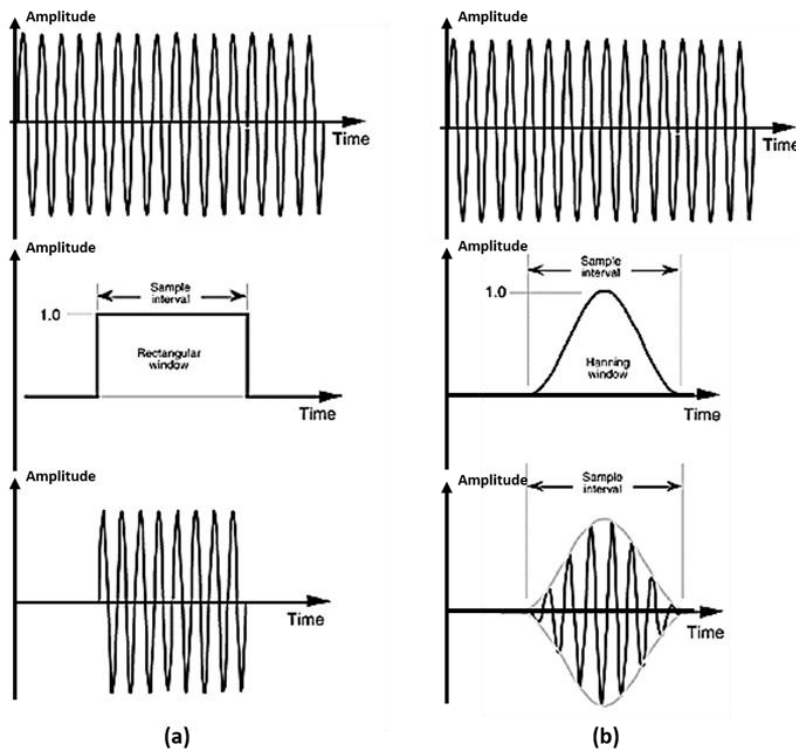 Amplitude
Time
Amplitude
Sample
interval
1.0
Rectangular
window
Time
Amplitude
Time
(a)
Amplitude
Time
Amplitude
Sample
interval
1.0
Hanning
window
Time
Amplitude
Sample
interval
Time
(b)